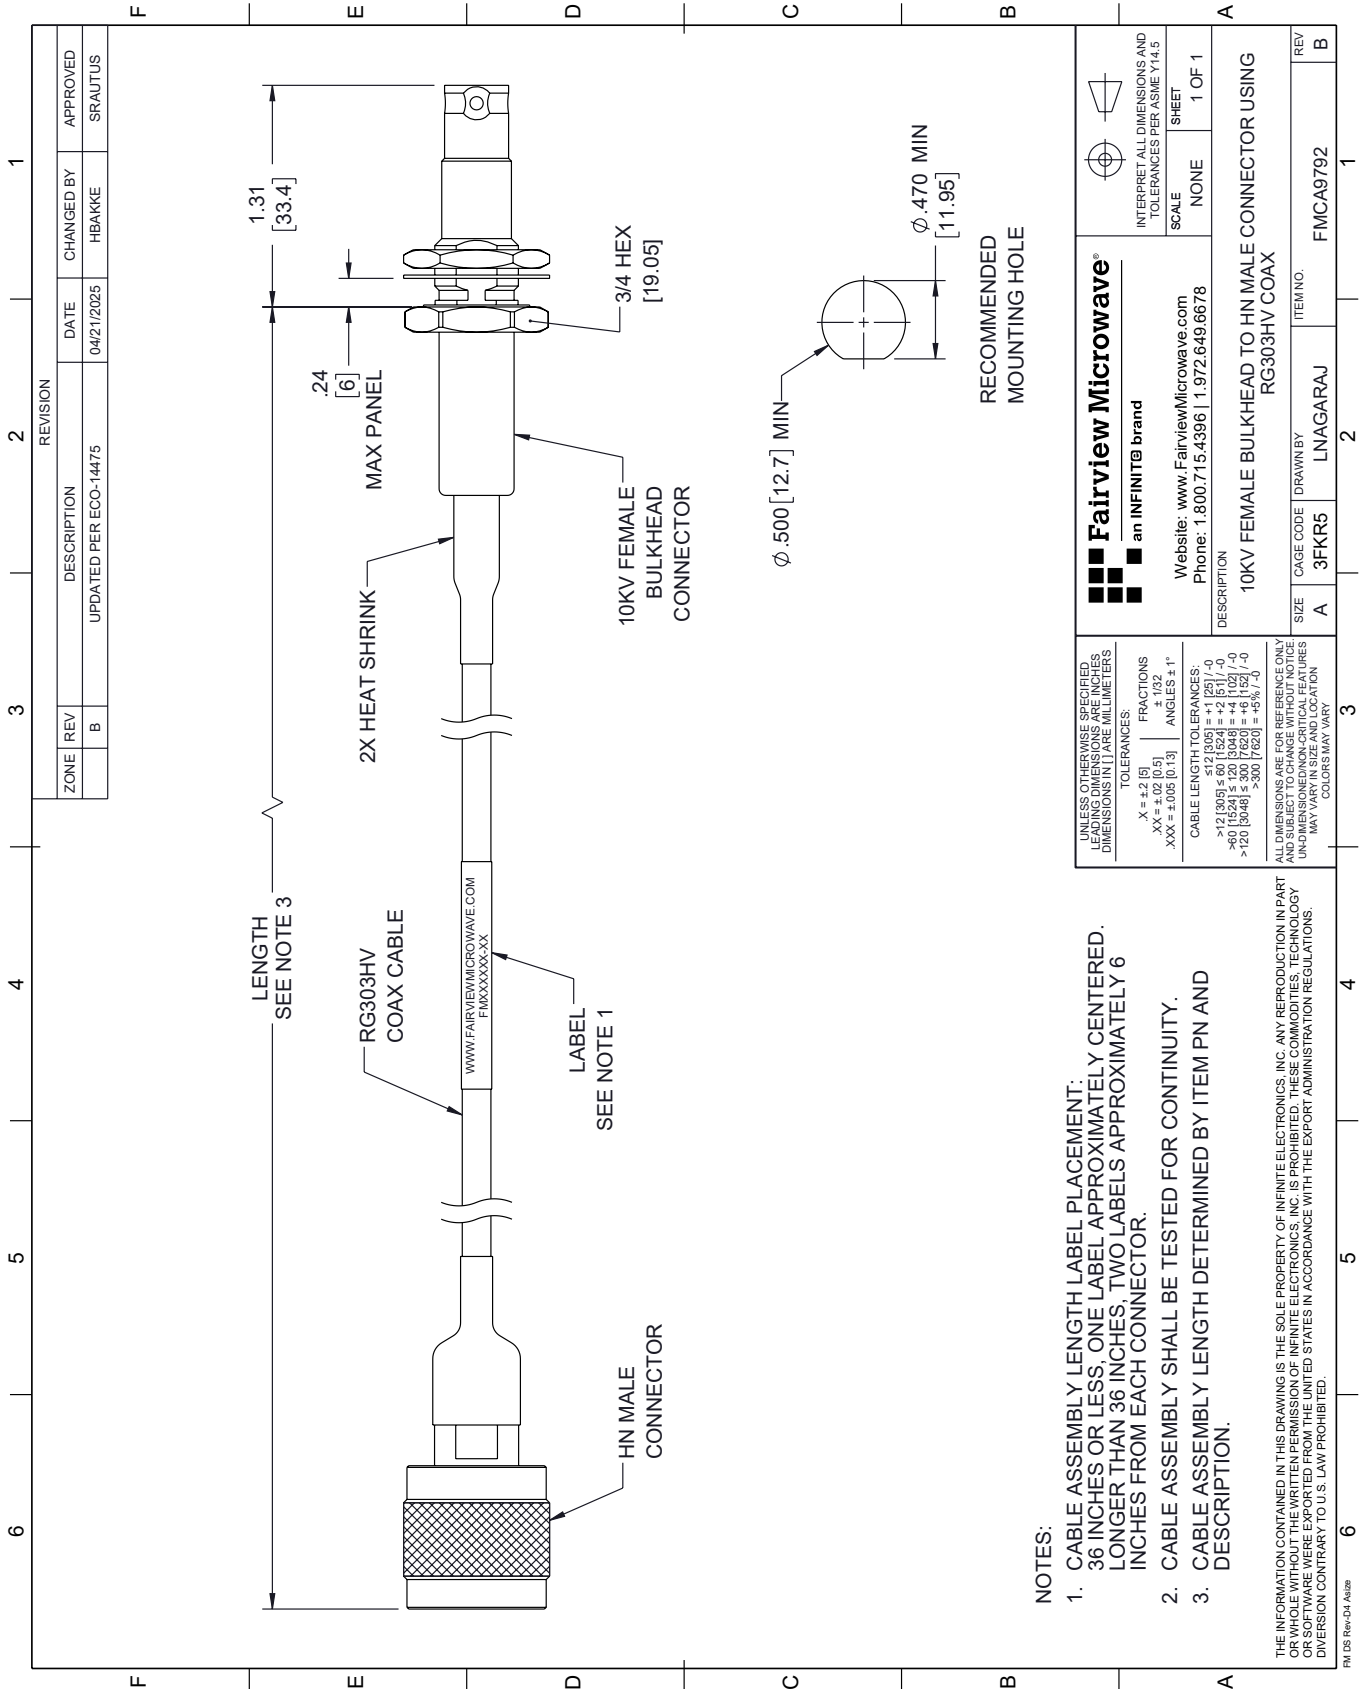 REVISION
ZONE REV DESCRIPTION DATE CHANGED BY APPROVED
B UPDATED PER ECO-14475 04/21/2025 HBAKKE SRAUTUS
6 5 4 3 2 1
F
E
D
C
B
A
F
E
D
C
B
A
LENGTH
SEE NOTE 3
1.31
[33.4]
.24
[6]
MAX PANEL
RG303HV
COAX CABLE
2X HEAT SHRINK
WWW.FAIRVIEWMICROWAVE.COM
FMXXXXXX-XX
HN MALE
CONNECTOR
LABEL
SEE NOTE 1
10KV FEMALE
BULKHEAD
CONNECTOR
3/4 HEX
[19.05]
∅.500 [12.7] MIN
∅.470 MIN
[11.95]
RECOMMENDED
MOUNTING HOLE
NOTES:
1. CABLE ASSEMBLY LENGTH LABEL PLACEMENT:
36 INCHES OR LESS, ONE LABEL APPROXIMATELY CENTERED.
LONGER THAN 36 INCHES, TWO LABELS APPROXIMATELY 6
INCHES FROM EACH CONNECTOR.
2. CABLE ASSEMBLY SHALL BE TESTED FOR CONTINUITY.
3. CABLE ASSEMBLY LENGTH DETERMINED BY ITEM PN AND
DESCRIPTION.
THE INFORMATION CONTAINED IN THIS DRAWING IS THE SOLE PROPERTY OF INFINITE ELECTRONICS, INC. ANY REPRODUCTION IN PART
OR WHOLE WITHOUT THE WRITTEN PERMISSION OF INFINITE ELECTRONICS, INC. IS PROHIBITED. THESE COMMODITIES, TECHNOLOGY
OR SOFTWARE WERE EXPORTED FROM THE UNITED STATES IN ACCORDANCE WITH THE EXPORT ADMINISTRATION REGULATIONS.
DIVERSION CONTRARY TO U.S. LAW PROHIBITED.
UNLESS OTHERWISE SPECIFIED
LEADING DIMENSIONS ARE INCHES
DIMENSIONS IN [ ] ARE MILLIMETERS
TOLERANCES:
.X = ±.2 [5]
.XX = ±.02 [0.5]
.XXX = ±.005 [0.13]
FRACTIONS
± 1/32
ANGLES ± 1°
CABLE LENGTH TOLERANCES:
≤12 [305] = +1 [25] / -0
>12 [305] ≤ 60 [1524] = +2 [51] / -0
>60 [1524] ≤ 120 [3048] = +4 [102] / -0
>120 [3048] ≤ 300 [7620] = +6 [152] / -0
>300 [7620] = +5% / -0
ALL DIMENSIONS ARE FOR REFERENCE ONLY
AND SUBJECT TO CHANGE WITHOUT NOTICE.
UN-DIMENSIONED/NON-CRITICAL FEATURES
MAY VARY IN SIZE AND LOCATION
COLORS MAY VARY
Fairview Microwave®
an INFINIT@ brand
Website: www.FairviewMicrowave.com
Phone: 1.800.715.4396 | 1.972.649.6678
INTERPRET ALL DIMENSIONS AND
TOLERANCES PER ASME Y14.5
SCALE
NONE
SHEET
1 OF 1
DESCRIPTION
10KV FEMALE BULKHEAD TO HN MALE CONNECTOR USING
RG303HV COAX
SIZE
A
CAGE CODE
3FKR5
DRAWN BY
LNAGARAJ
ITEM NO.
FMCA9792
REV
B
6 5 4 3 2 1
FM DS Rev-D4 Asize